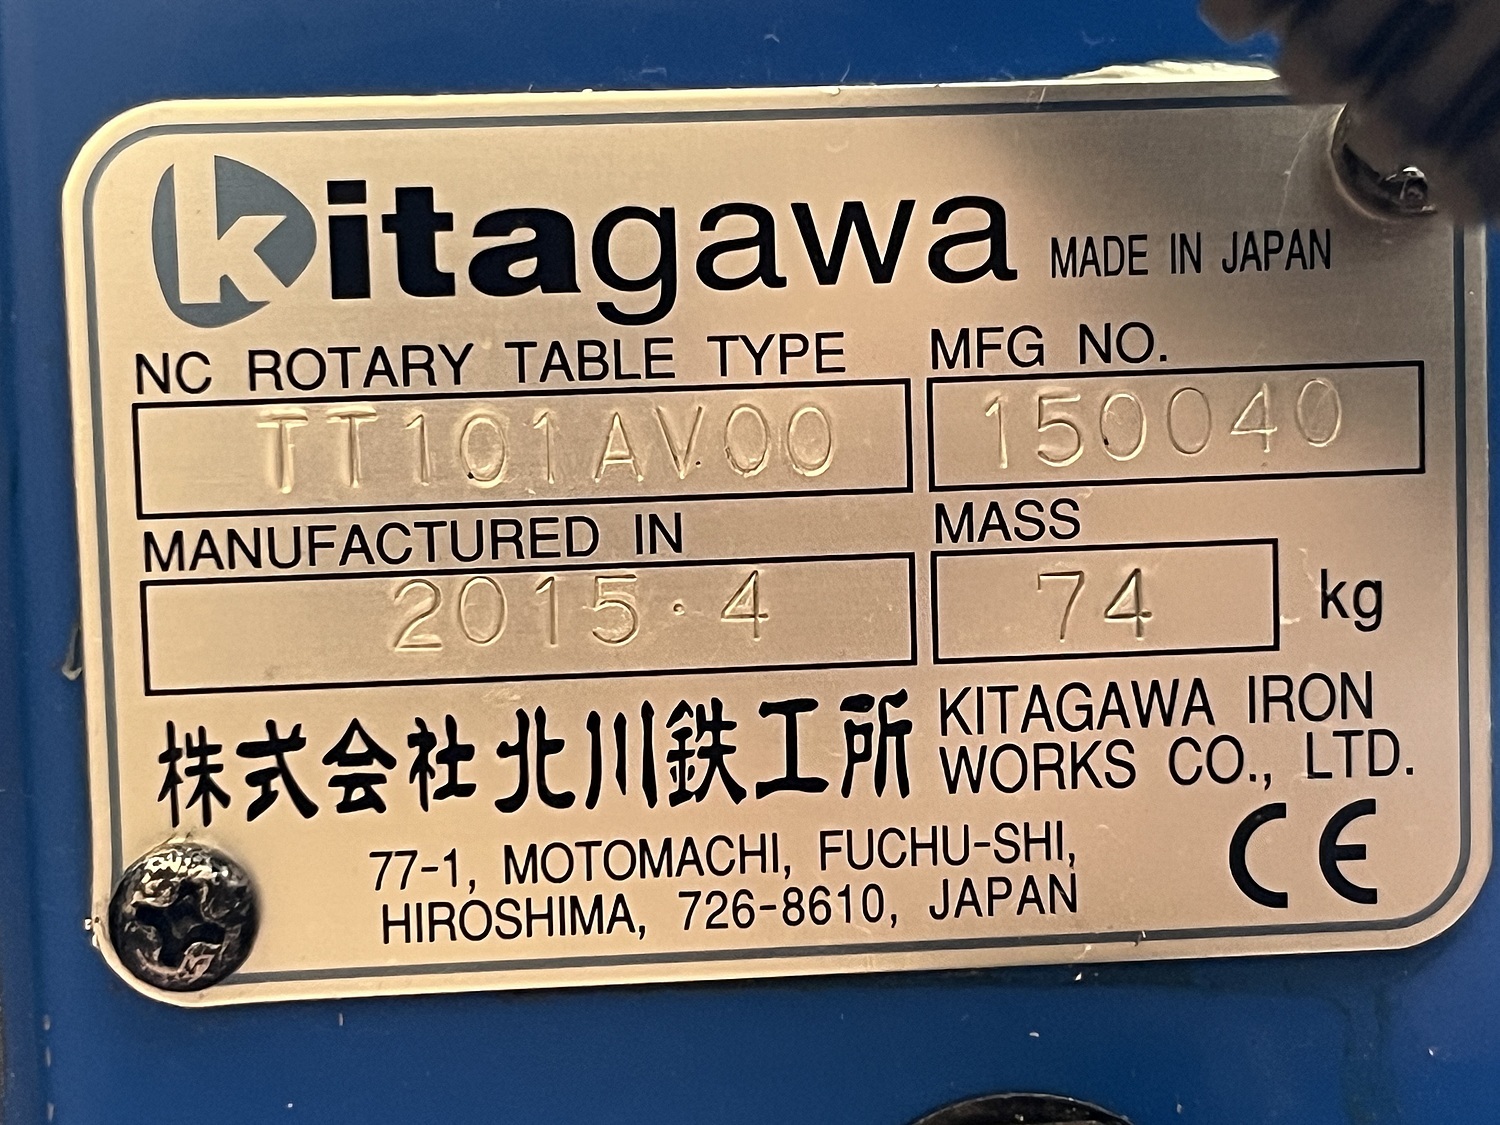 kitagawa MADE IN JAPAN
NC ROTARY TABLE TYPE
TT101AV00
MFG NO.
150040
MANUFACTURED IN
2015・4
MASS
74 kg
株式会社北川鉄工所
KITAGAWA IRON
WORKS CO., LTD.
77-1, MOTOMACHI, FUCHU-SHI,
HIROSHIMA, 726-8610, JAPAN
CE